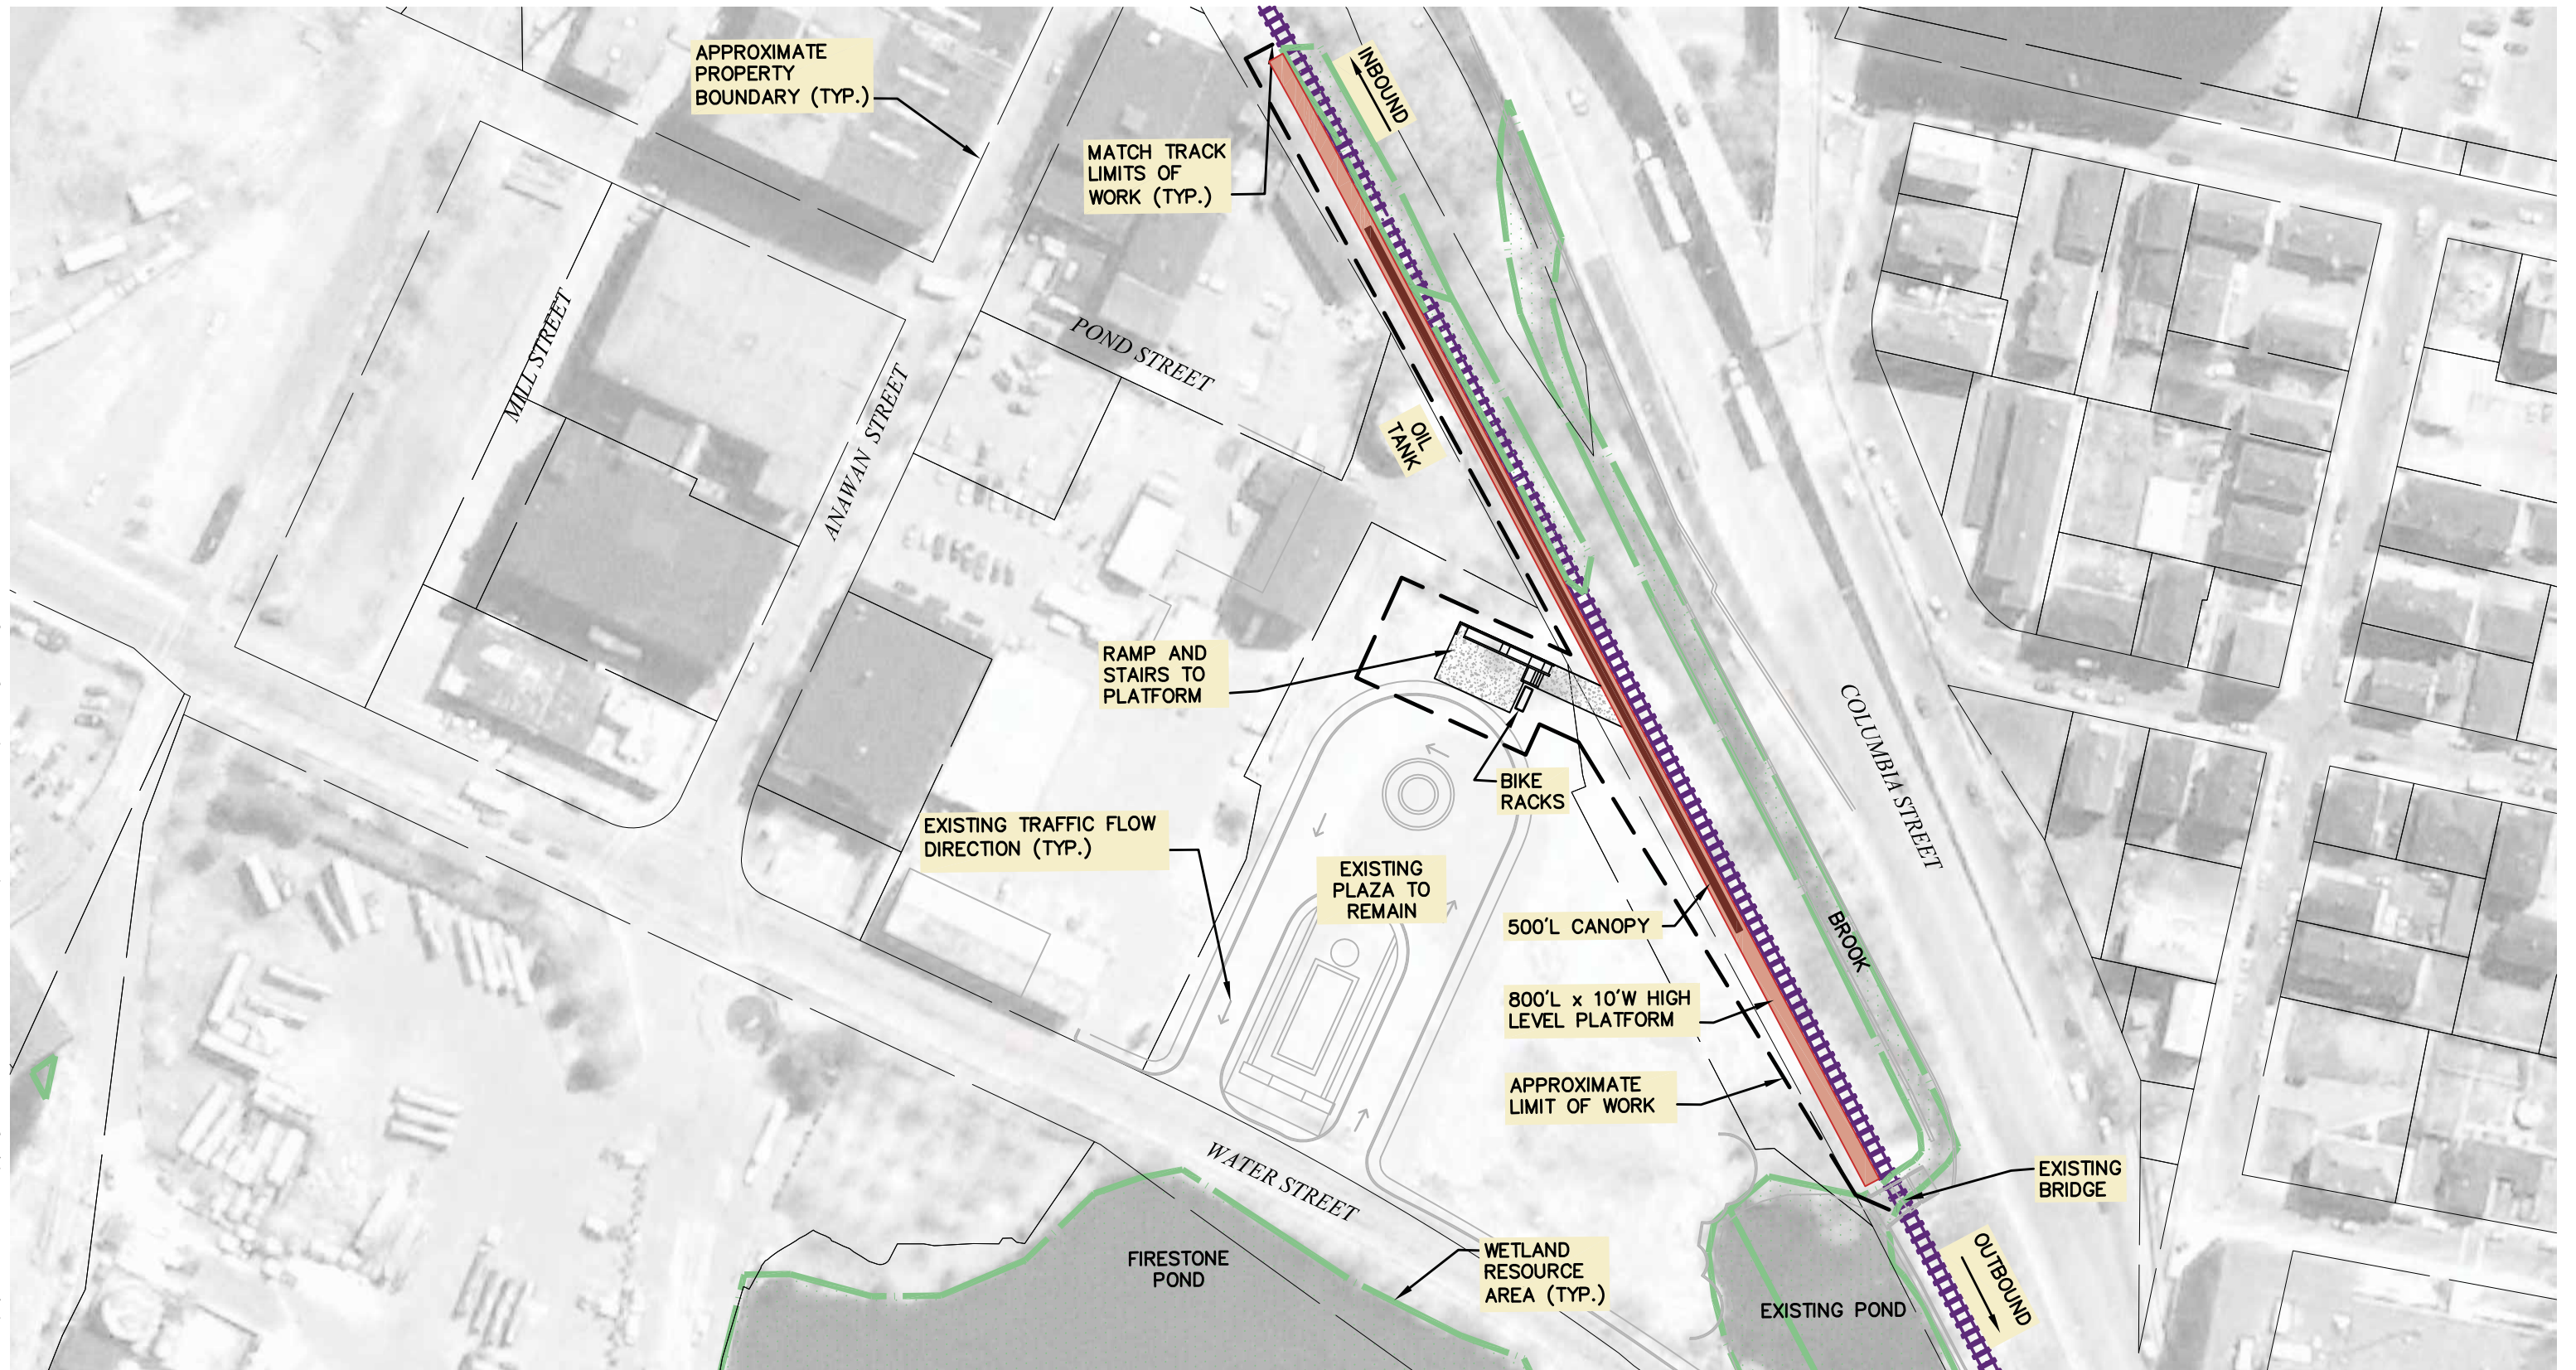 APPROXIMATE
PROPERTY
BOUNDARY (TYP.)
INBOUND
MATCH TRACK
LIMITS OF
WORK (TYP.)
MILL STREET
POND STREET
ANAWAN STREET
OIL
TANK
RAMP AND
STAIRS TO
PLATFORM
BIKE
RACKS
COLUMBIA STREET
EXISTING TRAFFIC FLOW
DIRECTION (TYP.)
EXISTING
PLAZA TO
REMAIN
500'L CANOPY
BROOK
800'L x 10'W HIGH
LEVEL PLATFORM
APPROXIMATE
LIMIT OF WORK
WATER STREET
EXISTING
BRIDGE
FIRESTONE
POND
WETLAND
RESOURCE
AREA (TYP.)
EXISTING POND
OUTBOUND